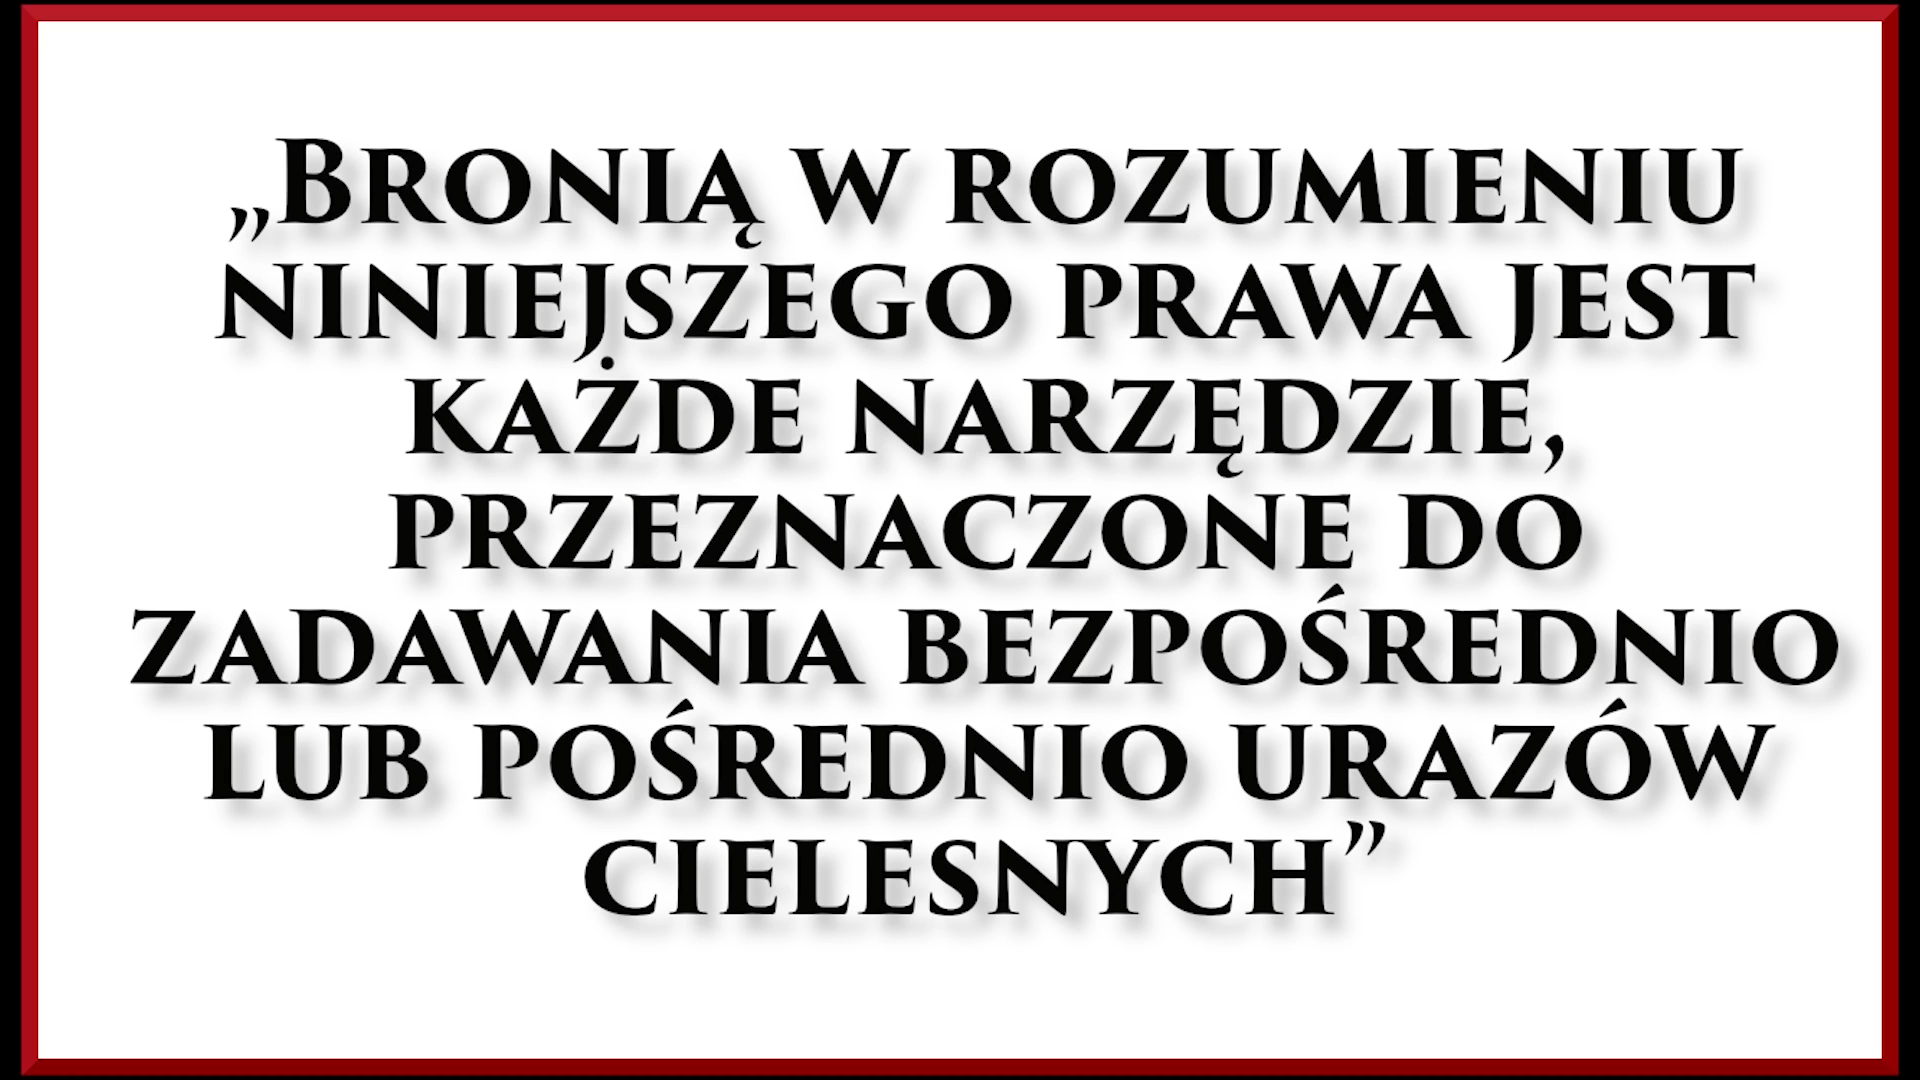 „Bronią w rozumieniu
niniejszego prawa jest
każde narzędzie,
przeznaczone do
zadawania bezpośrednio
lub pośrednio urazów
cielesnych”